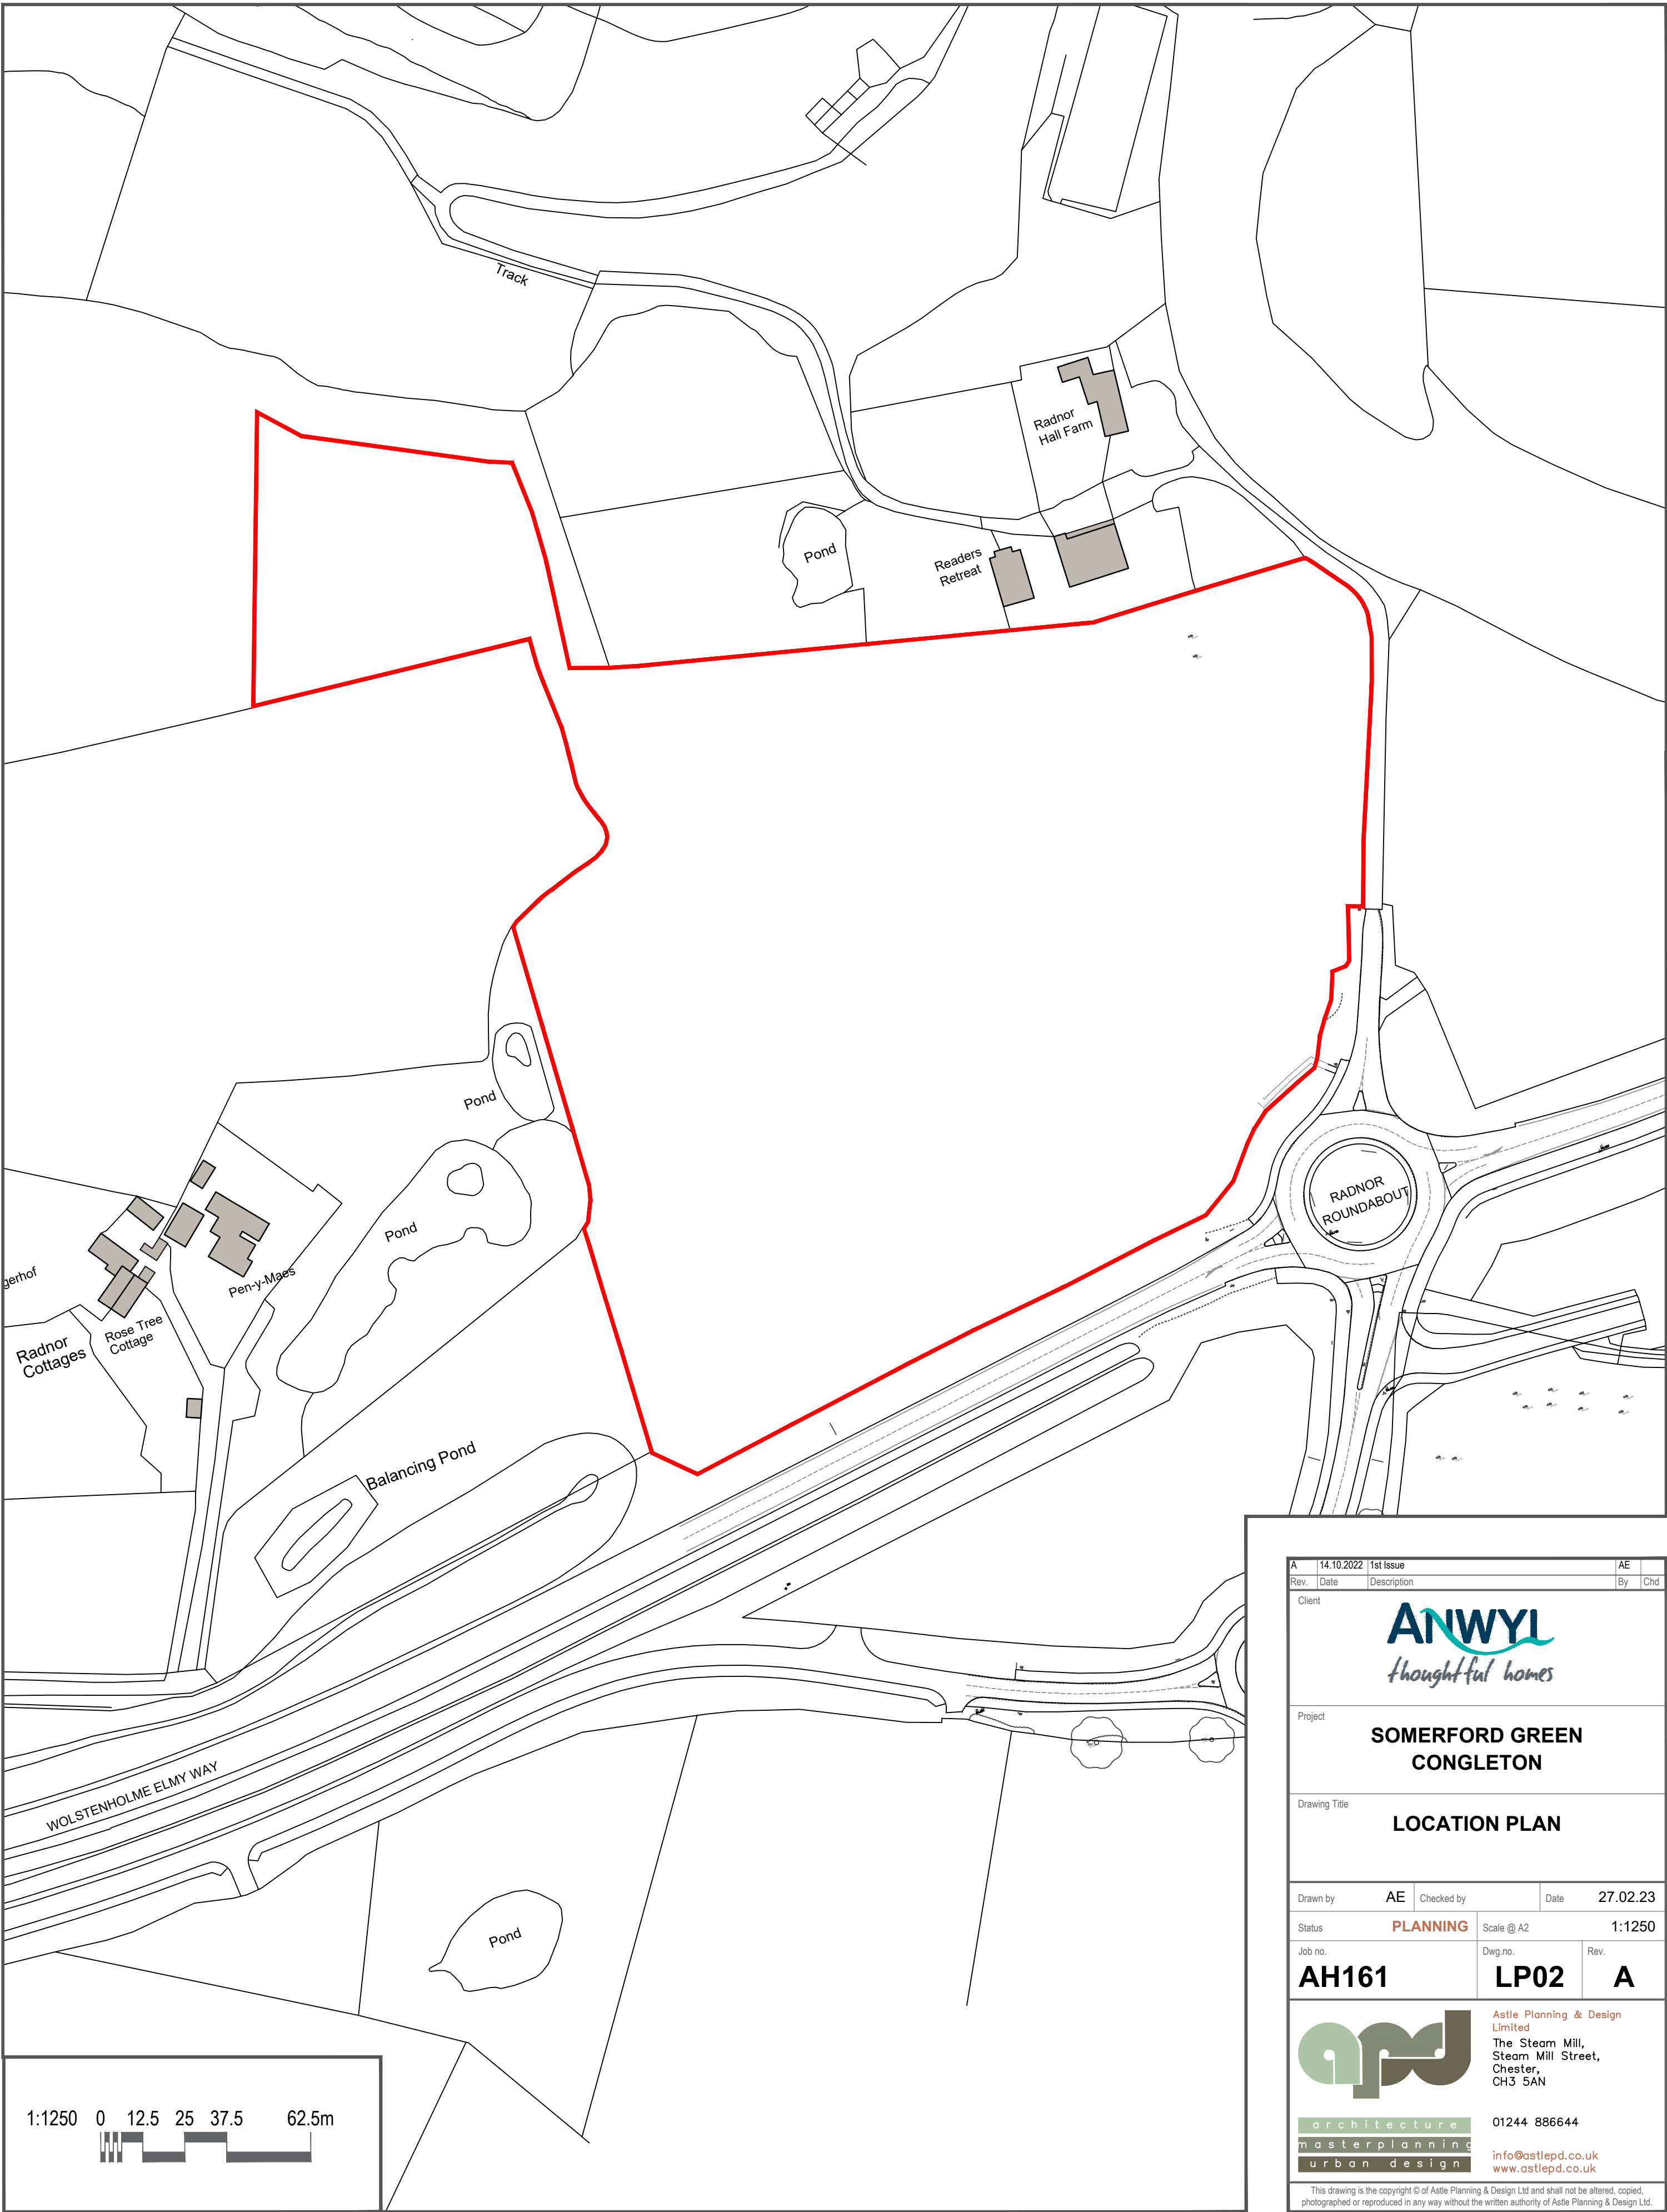 Track
Radnor
Hall Farm
Pond
Readers
Retreat
Pond
Pond
RADNOR
ROUNDABOUT
gerhof
Pen-y-Maes
Rose Tree
Cottage
Radnor
Cottages
Balancing Pond
WOLSTENHOLME ELMY WAY
Pond
1:1250 0 12.5 25 37.5 62.5m
A 14.10.2022 1st Issue AE
Rev. Date Description By Chd
Client
ANWYL
thoughtful homes
Project
SOMERFORD GREEN
CONGLETON
Drawing Title
LOCATION PLAN
Drawn by AE Checked by Date 27.02.23
Status PLANNING Scale @ A2 1:1250
Job no. Dwg.no. Rev.
AH161 LP02 A
apd
Astle Planning & Design
Limited
The Steam Mill,
Steam Mill Street,
Chester,
CH3 5AN
01244 886644
architecture
masterplanning
urban design
info@astlepd.co.uk
www.astlepd.co.uk
This drawing is the copyright © of Astle Planning & Design Ltd and shall not be altered, copied,
photographed or reproduced in any way without the written authority of Astle Planning & Design Ltd.